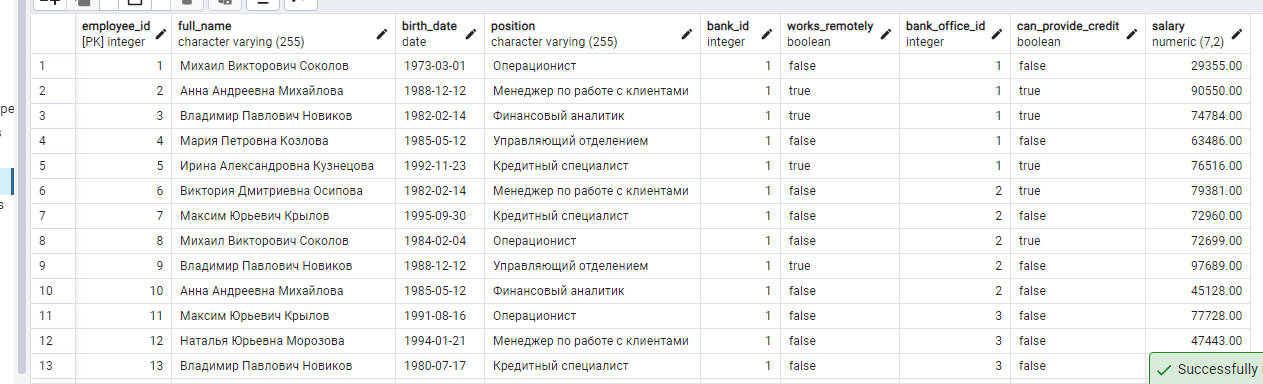 pe
s
s
employee_id full_name birth_date position bank_id works_remotely bank_office_id can_provide_credit salary
[PK] integer character varying (255) date character varying (255) integer boolean integer boolean numeric (7,2)
1 1 Михаил Викторович Соколов 1973-03-01 Операционист 1 false 1 false 29355.00
2 2 Анна Андреевна Михайлова 1988-12-12 Менеджер по работе с клиентами 1 true 1 true 90550.00
3 3 Владимир Павлович Новиков 1982-02-14 Финансовый аналитик 1 true 1 true 74784.00
4 4 Мария Петровна Козлова 1985-05-12 Управляющий отделением 1 false 1 false 63486.00
5 5 Ирина Александровна Кузнецова 1992-11-23 Кредитный специалист 1 true 1 true 76516.00
6 6 Виктория Дмитриевна Осипова 1982-02-14 Менеджер по работе с клиентами 1 false 2 true 79381.00
7 7 Максим Юрьевич Крылов 1995-09-30 Кредитный специалист 1 false 2 false 72960.00
8 8 Михаил Викторович Соколов 1984-02-04 Операционист 1 false 2 true 72699.00
9 9 Владимир Павлович Новиков 1988-12-12 Управляющий отделением 1 true 2 false 97689.00
10 10 Анна Андреевна Михайлова 1985-05-12 Финансовый аналитик 1 false 2 false 45128.00
11 11 Максим Юрьевич Крылов 1991-08-16 Операционист 1 false 3 false 77728.00
12 12 Наталья Юрьевна Морозова 1994-01-21 Менеджер по работе с клиентами 1 false 3 false 47443.00
13 13 Владимир Павлович Новиков 1980-07-17 Кредитный специалист 1 false 3 false
Successfully